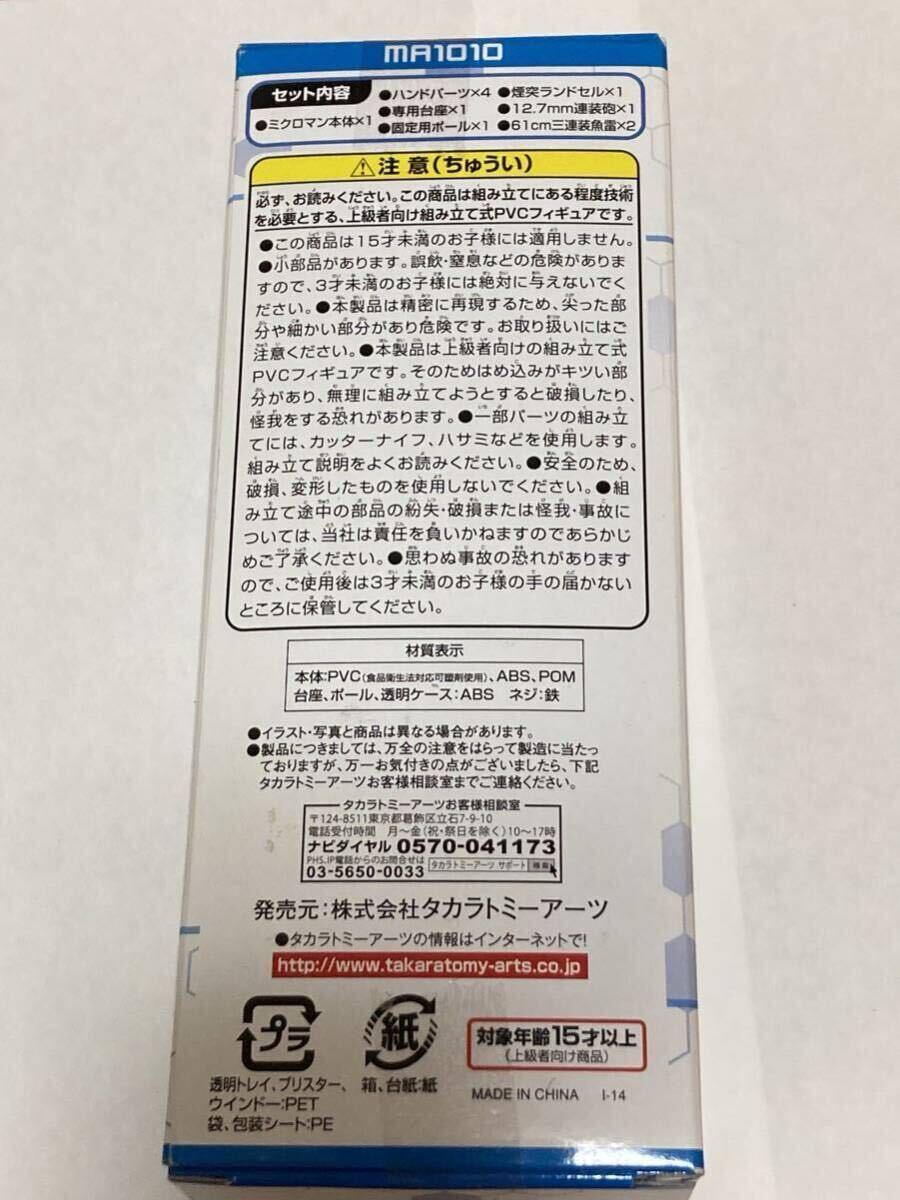 MA1010
セット内容
●ミクロマン本体×1
●ハンドパーツ×4
●専用台座×1
●固定用ポール×1
●煙突ランドセル×1
●12.7mm連装砲×1
●61cm三連装魚雷×2
⚠注意(ちゅうい)
必ず、お読みください。この商品は組み立てにある程度技術
を必要とする、上級者向け組み立て式PVCフィギュアです。
●この商品は15才未満のお子様には適用しません。
●小部品があります。誤飲・窒息などの危険がありま
すので、3才未満のお子様には絶対に与えないでく
ださい。●本製品は精密に再現するため、尖った部
分や細かい部分があり危険です。お取り扱いにはご
注意ください。●本製品は上級者向けの組み立て式
PVCフィギュアです。そのためはめ込みがキツい部
分があり、無理に組み立てようとすると破損したり、
怪我をする恐れがあります。●一部パーツの組み立
てには、カッターナイフ、ハサミなどを使用します。
組み立て説明をよくお読みください。●安全のため、
破損、変形したものを使用しないでください。●組
み立て途中の部品の紛失・破損または怪我・事故に
ついては、当社は責任を負いかねますのであらかじ
めご了承ください。●思わぬ事故の恐れがあります
ので、ご使用後は3才未満のお子様の手の届かない
ところに保管してください。
材質表示
本体:PVC(食品衛生法対応可塑剤使用)、ABS、POM
台座、ポール、透明ケース:ABS ネジ:鉄
●イラスト・写真と商品は異なる場合があります。
●製品につきましては、万全の注意をはらって製造に当たっ
ておりますが、万一お気付きの点がございましたら、下記
タカラトミーアーツお客様相談室までご連絡ください。
タカラトミーアーツお客様相談室
〒124-8511東京都葛飾区立石7-9-10
電話受付時間 月〜金(祝・祭日を除く)10〜17時
ナビダイヤル 0570-041173
PHS、IP電話からのお問合せは
03-5650-0033
タカラトミーアーツ サポート 検索
発売元:株式会社タカラトミーアーツ
●タカラトミーアーツの情報はインターネットで!
http://www.takaratomy-arts.co.jp
プラ
透明トレイ、ブリスター、
ウインドー:PET
袋、包装シート:PE
紙
箱、台紙:紙
対象年齢15才以上
(上級者向け商品)
MADE IN CHINA I-14